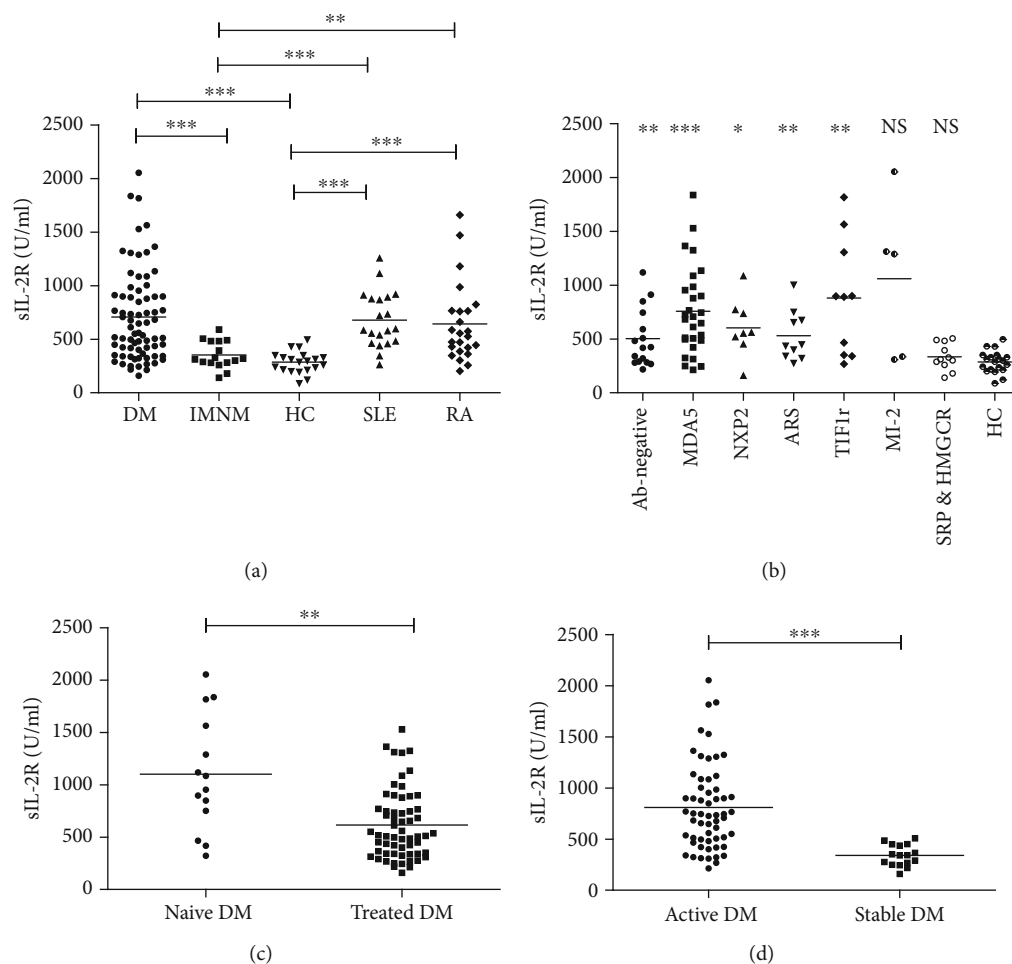 **
***
***
***
***
***
2500
2000
1500
1000
500
0
sIL-2R (U/ml)
DM IMNM HC SLE RA
(a)
** *** * ** ** NS NS
2500
2000
1500
1000
500
0
sIL-2R (U/ml)
Ab-negative
MDA5
NXP2
ARS
TIF1r
MI-2
SRP & HMGCR
HC
(b)
**
2500
2000
1500
1000
500
0
sIL-2R (U/ml)
Naive DM Treated DM
(c)
***
2500
2000
1500
1000
500
0
sIL-2R (U/ml)
Active DM Stable DM
(d)